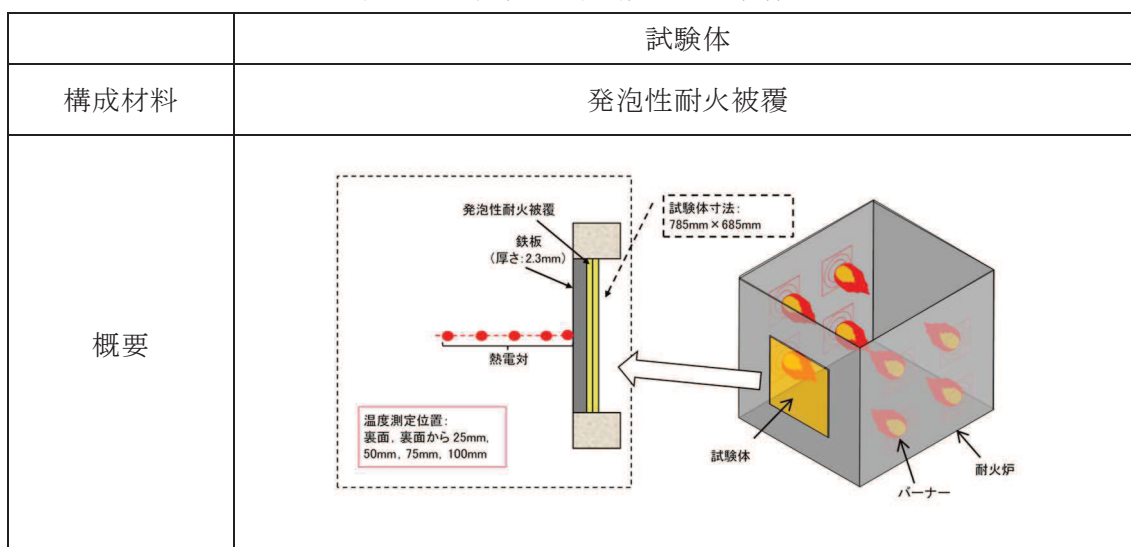 試験体
構成材料
発泡性耐火被覆
概要
発泡性耐火被覆
鉄板
(厚さ:2.3mm)
試験体寸法:
785mm×685mm
熱電対
温度測定位置:
裏面, 裏面から25mm,
50mm, 75mm, 100mm
試験体
バーナー
耐火炉